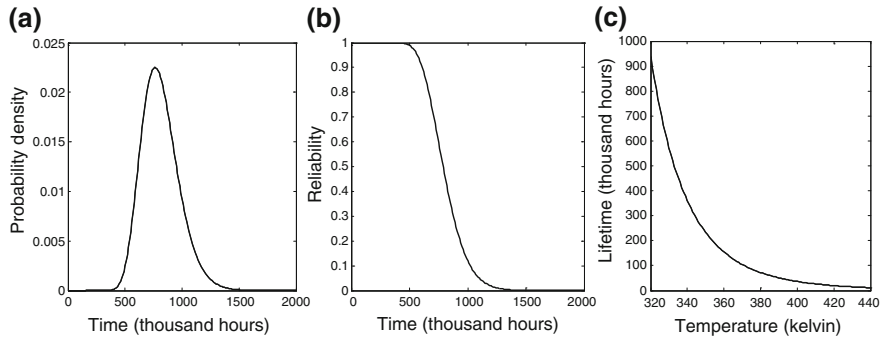 (a)
0.025
0.02
0.015
0.01
0.005
0
0 500 1000 1500 2000
Probability density
Time (thousand hours)
(b)
1
0.9
0.8
0.7
0.6
0.5
0.4
0.3
0.2
0.1
0
0 500 1000 1500 2000
Reliability
Time (thousand hours)
(c)
1000
900
800
700
600
500
400
300
200
100
0
320 340 360 380 400 420 440
Lifetime (thousand hours)
Temperature (kelvin)